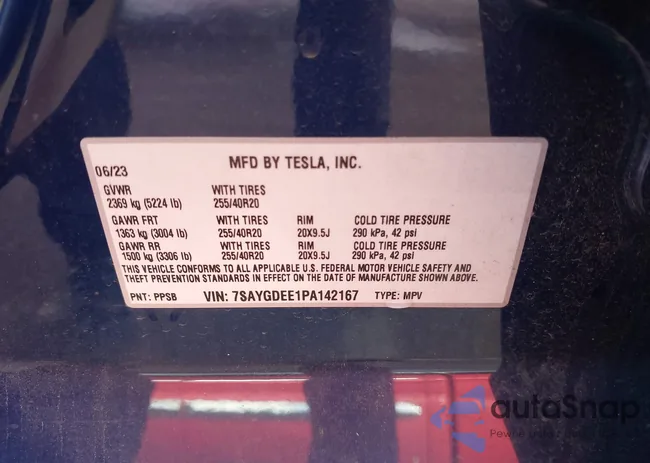 06/23 MFD BY TESLA, INC.
GVWR WITH TIRES
2369 kg (5224 lb) 255/40R20
GAWR FRT WITH TIRES RIM COLD TIRE PRESSURE
1363 kg (3004 lb) 255/40R20 20X9.5J 290 kPa, 42 psi
GAWR RR WITH TIRES RIM COLD TIRE PRESSURE
1500 kg (3306 lb) 255/40R20 20X9.5J 290 kPa, 42 psi
THIS VEHICLE CONFORMS TO ALL APPLICABLE U.S. FEDERAL MOTOR VEHICLE SAFETY AND
THEFT PREVENTION STANDARDS IN EFFECT ON THE DATE OF MANUFACTURE SHOWN ABOVE.
PNT: PPSB VIN: 7SAYGDEE1PA142167 TYPE: MPV
autaSnap